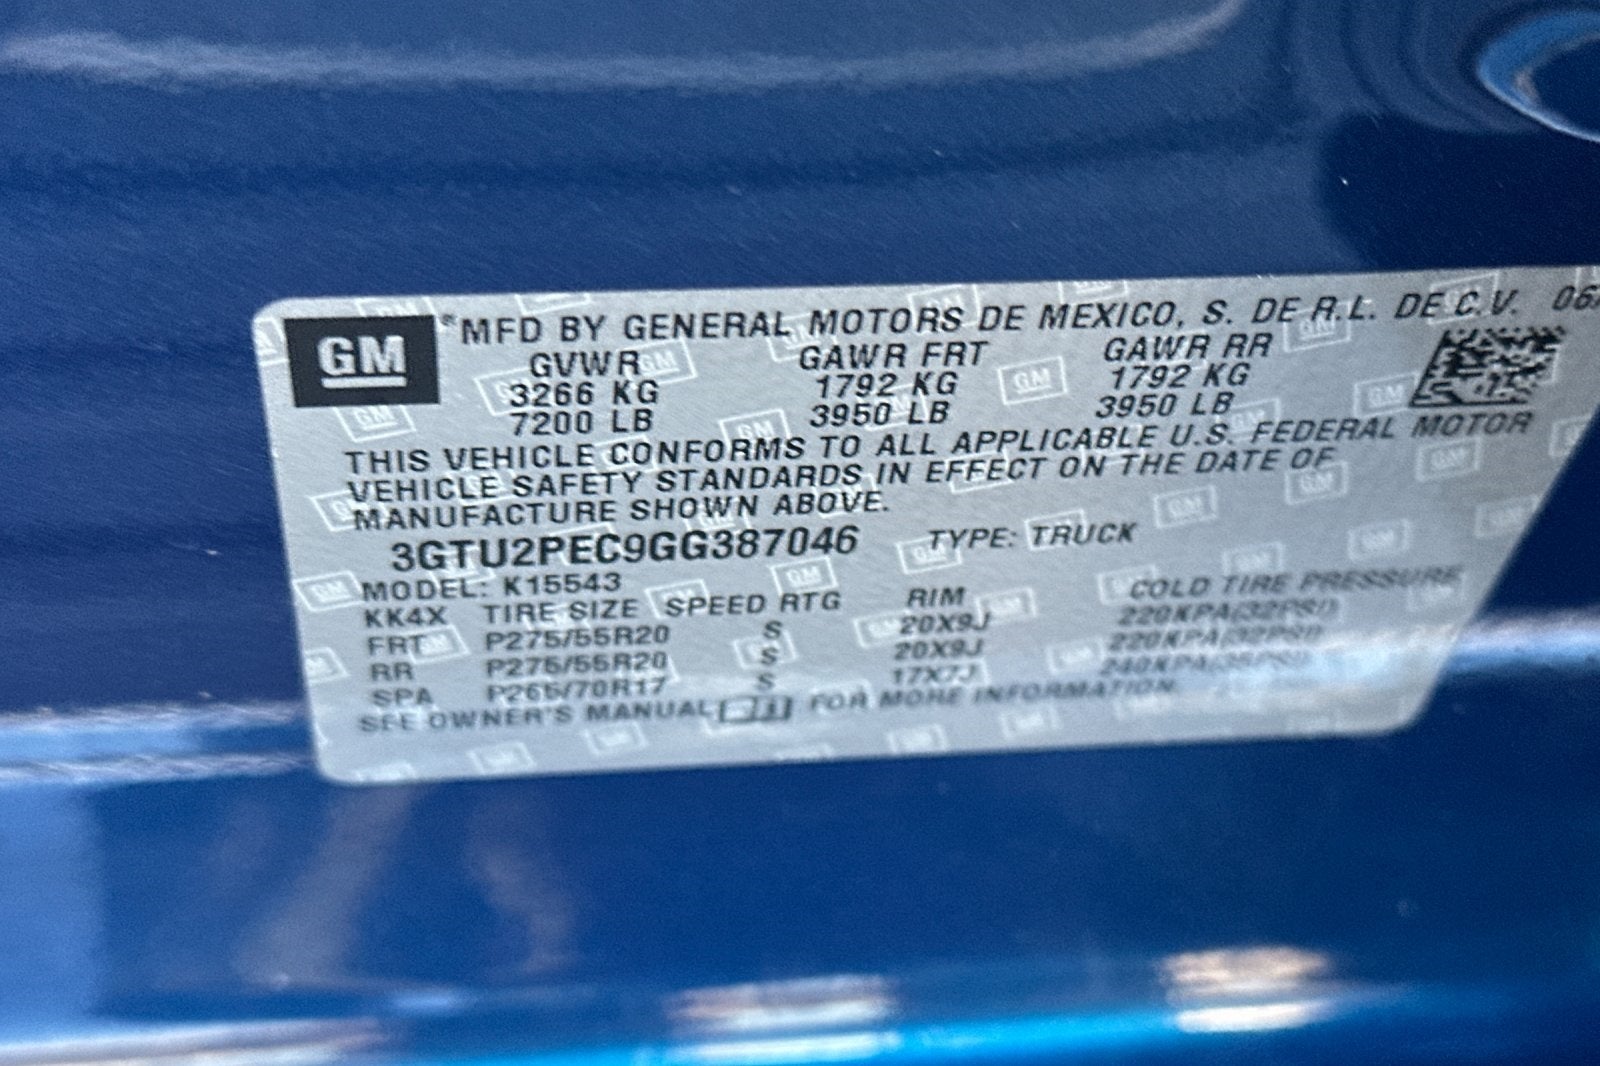 GM
®MFD BY GENERAL MOTORS DE MEXICO, S. DE R.L. DE C.V. 06/
GVWR GAWR FRT GAWR RR
3266 KG 1792 KG 1792 KG
7200 LB 3950 LB 3950 LB
THIS VEHICLE CONFORMS TO ALL APPLICABLE U.S. FEDERAL MOTOR
VEHICLE SAFETY STANDARDS IN EFFECT ON THE DATE OF
MANUFACTURE SHOWN ABOVE.
3GTU2PEC9GG387046 TYPE: TRUCK
MODEL: K15543
KK4X TIRE SIZE SPEED RTG RIM COLD TIRE PRESSURE
FRT P275/55R20 S 20X9J 220KPA(32PSI)
RR P275/55R20 S 20X9J 220KPA(32PSI)
SPA P265/70R17 S 17X7J 240KPA(35PSI)
SEE OWNER'S MANUAL FOR MORE INFORMATION.